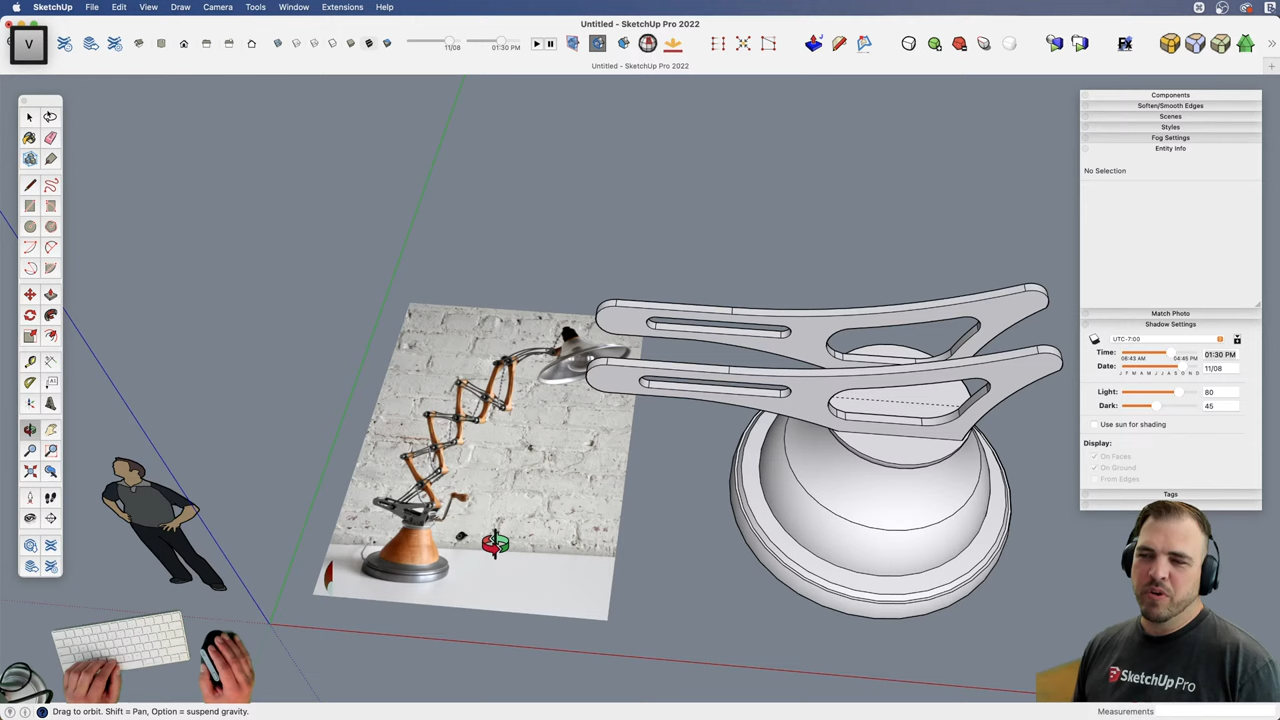 SketchUp File Edit View Draw Camera Tools Window Extensions Help
Untitled - SketchUp Pro 2022
V
11/08 01:30 PM
Untitled - SketchUp Pro 2022
Components
Soften/Smooth Edges
Scenes
Styles
Fog Settings
Entity Info
No Selection
Match Photo
Shadow Settings
UTC-7:00
Time: 01:30 PM
06:43 AM 04:45 PM
Date: 11/08
J F M A M J J A S O N D
Light: 80
Dark: 45
Use sun for shading
Display:
On Faces
On Ground
From Edges
Tags
SketchUp Pro
Drag to orbit. Shift = Pan, Option = suspend gravity.
Measurements